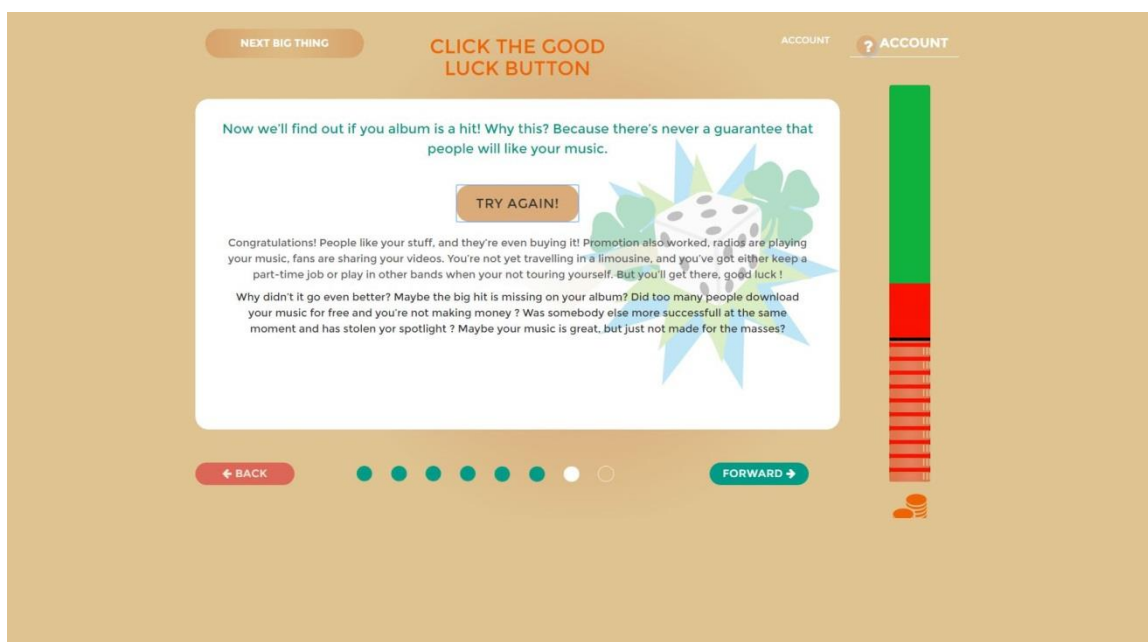 NEXT BIG THING
CLICK THE GOOD
LUCK BUTTON
ACCOUNT
? ACCOUNT
Now we'll find out if you album is a hit! Why this? Because there's never a guarantee that
people will like your music.
TRY AGAIN!
Congratulations! People like your stuff, and they're even buying it! Promotion also worked, radios are playing
your music, fans are sharing your videos. You're not yet travelling in a limousine, and you've got either keep a
part-time job or play in other bands when your not touring yourself. But you'll get there, good luck !
Why didn't it go even better? Maybe the big hit is missing on your album? Did too many people download
your music for free and you're not making money ? Was somebody else more successfull at the same
moment and has stolen yor spotlight ? Maybe your music is great, but just not made for the masses?
← BACK
FORWARD →